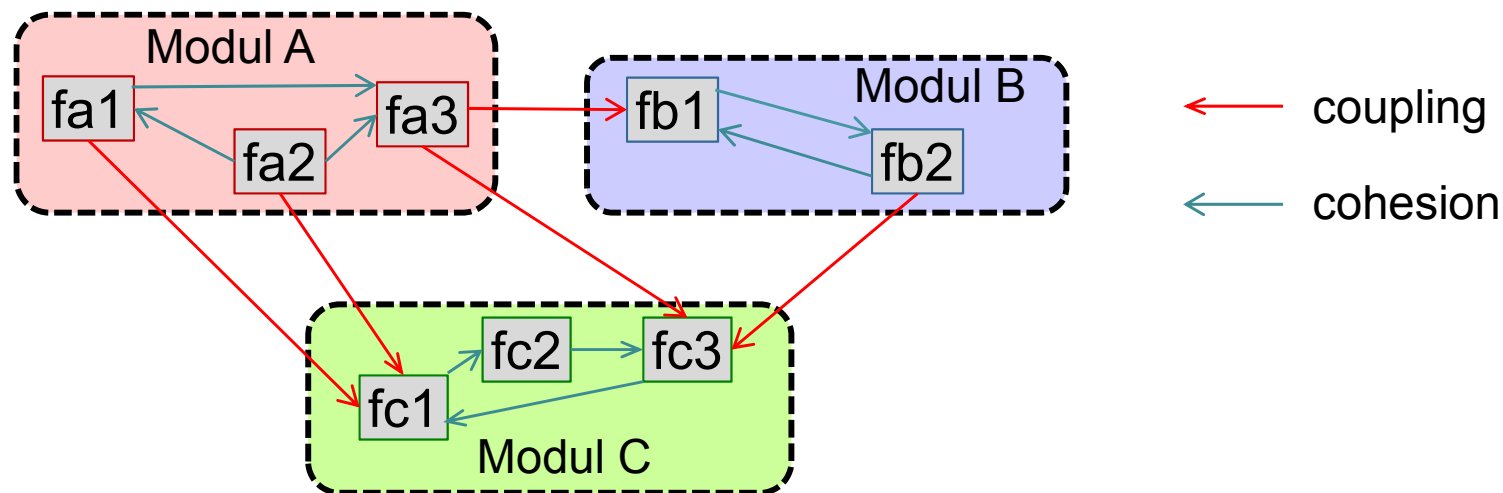 Modul A
fa1
fa2
fa3
Modul B
fb1
fb2
coupling
cohesion
fc1
fc2
fc3
Modul C